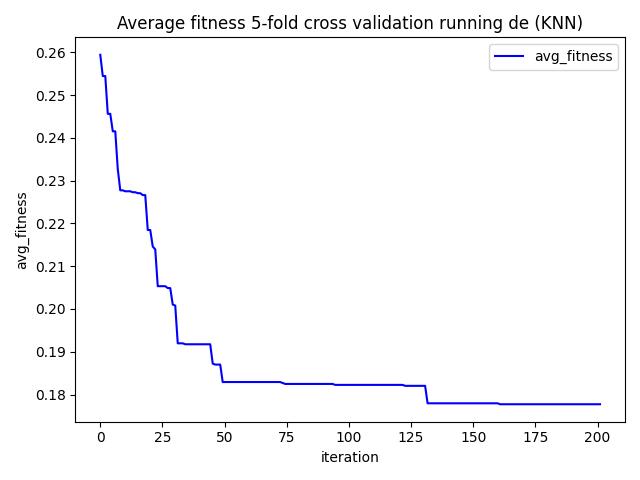 Average fitness 5-fold cross validation running de (KNN)
avg_fitness
0.26
0.25
0.24
0.23
0.22
0.21
0.20
0.19
0.18
avg_fitness
0 25 50 75 100 125 150 175 200
iteration